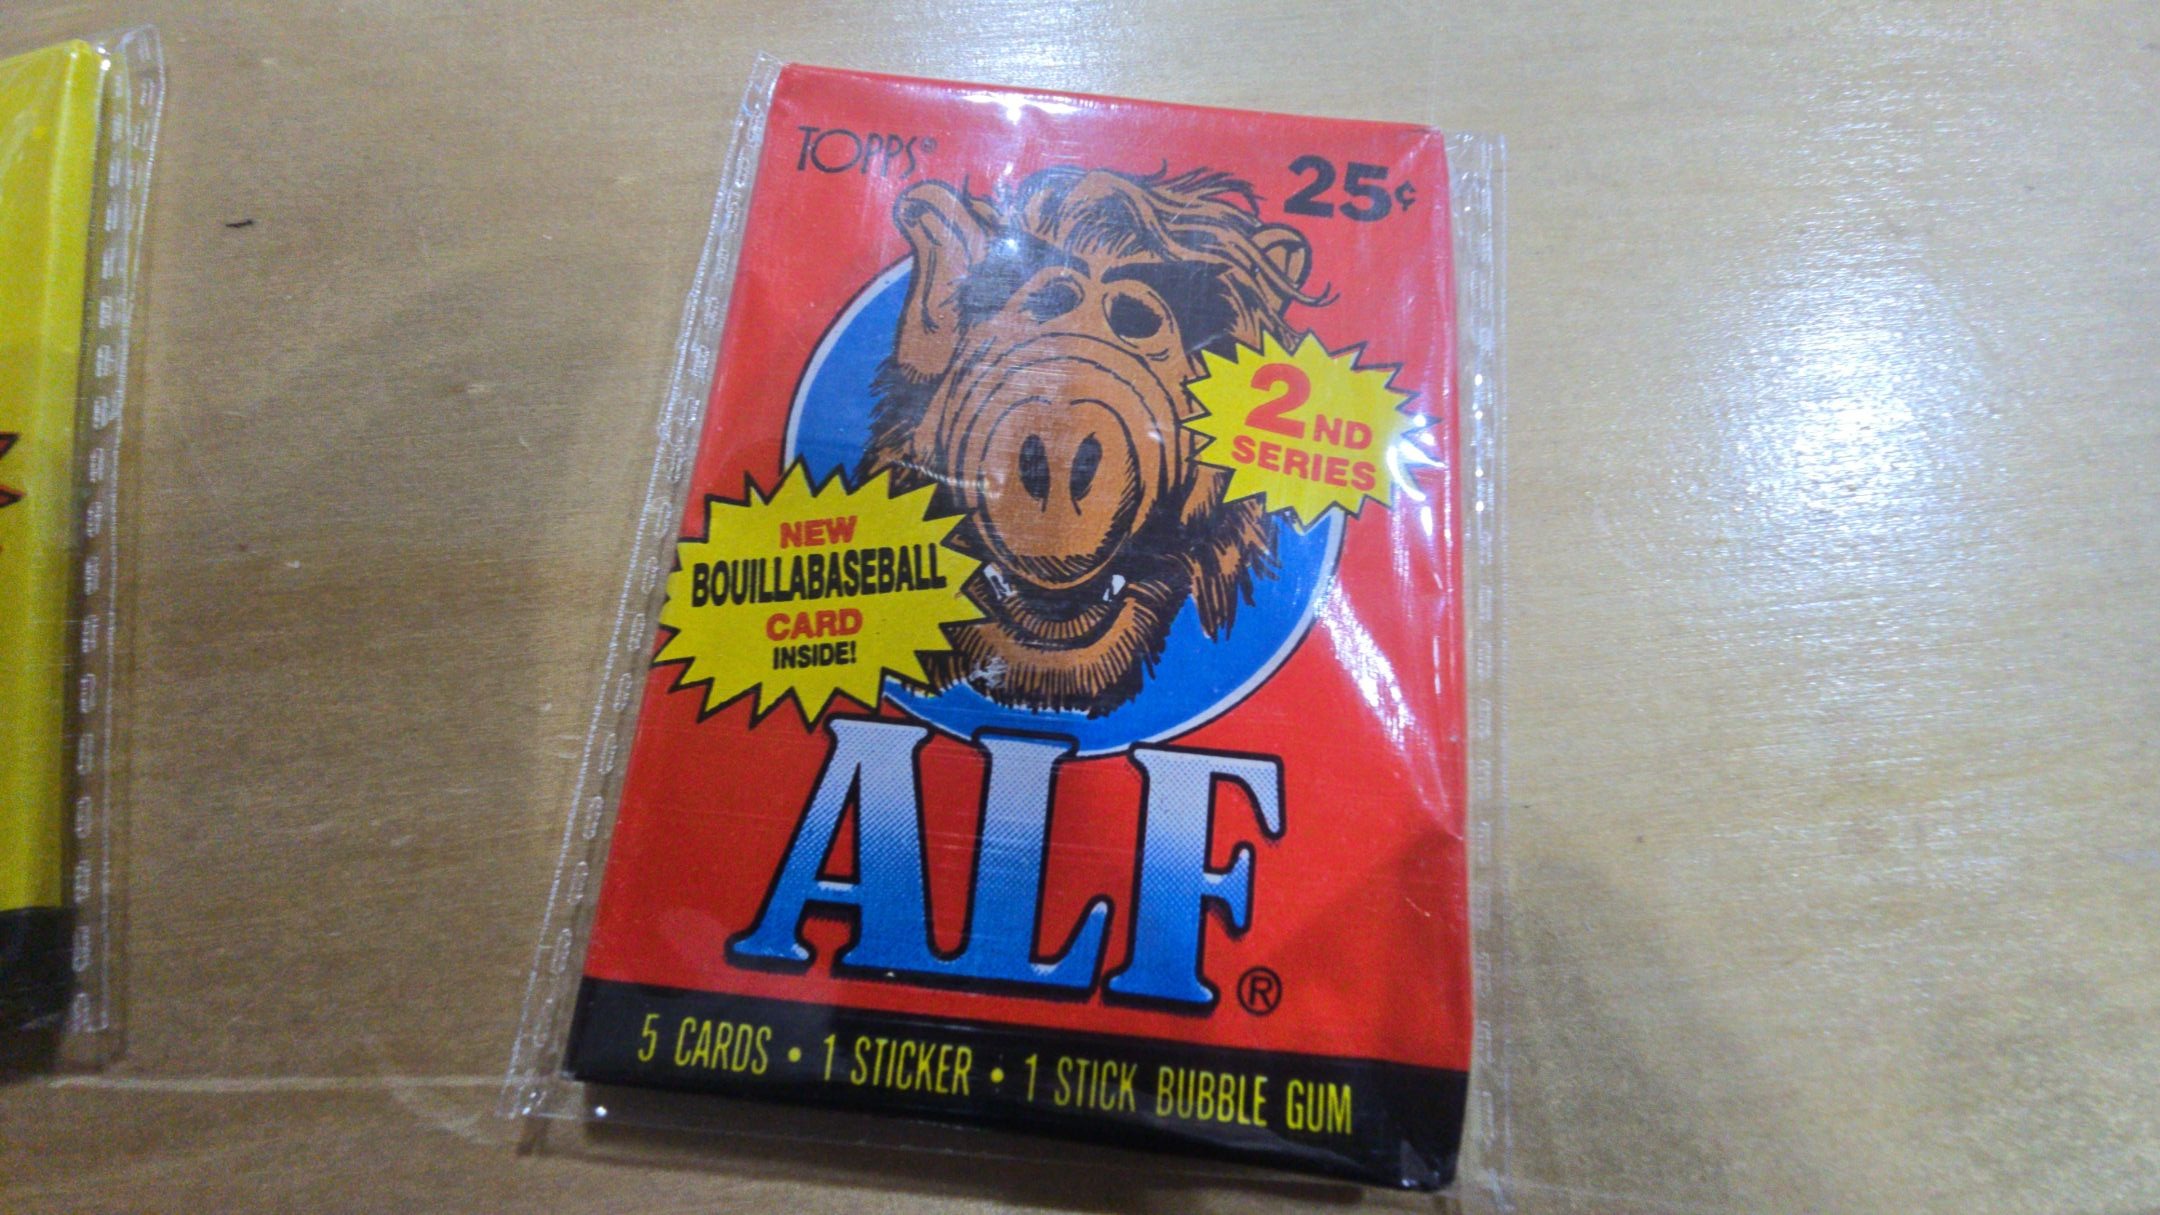 TOPPS®
25¢
2ND
SERIES
NEW
BOUILLABASEBALL
CARD
INSIDE!
ALF®
5 CARDS • 1 STICKER • 1 STICK BUBBLE GUM